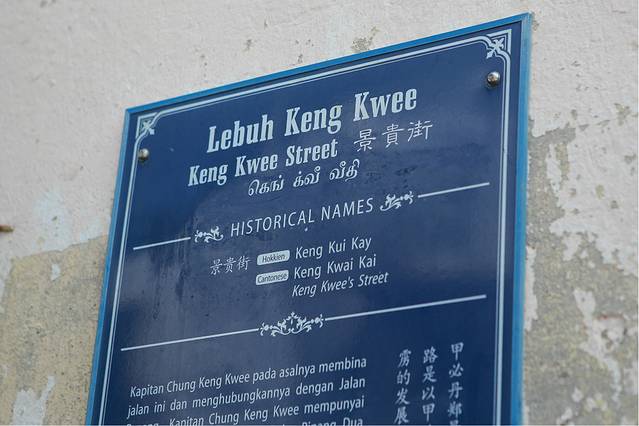 Lebuh Keng Kwee
Keng Kwee Street 景貴街
கெங் க்வீ வீதி
HISTORICAL NAMES
景贵街 Hokkien Keng Kui Kay
Cantonese Keng Kwai Kai
Keng Kwee's Street
Kapitan Chung Keng Kwee pada asalnya membina
jalan ini dan menghubungkannya dengan Jalan
Kapitan Chung Keng Kwee mempunyai
Pinang. Dua
甲必丹郑
路是以甲
的发展